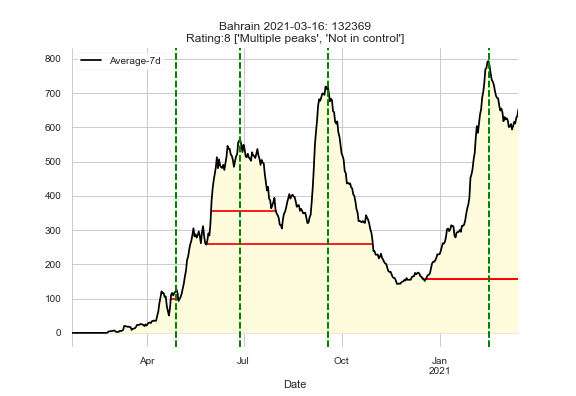 Bahrain 2021-03-16: 132369
Rating:8 ['Multiple peaks', 'Not in control']
Average-7d
800
700
600
500
400
300
200
100
0
Apr
Jul
Oct
Jan
2021
Date